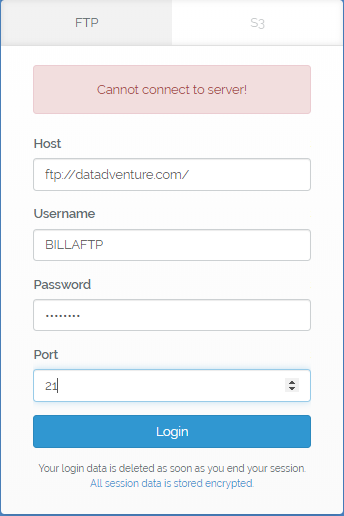 FTP
S3
Cannot connect to server!
Host
ftp://datadventure.com/
Username
BILLAFTP
Password
••••••••
Port
21
Login
Your login data is deleted as soon as you end your session.
All session data is stored encrypted.